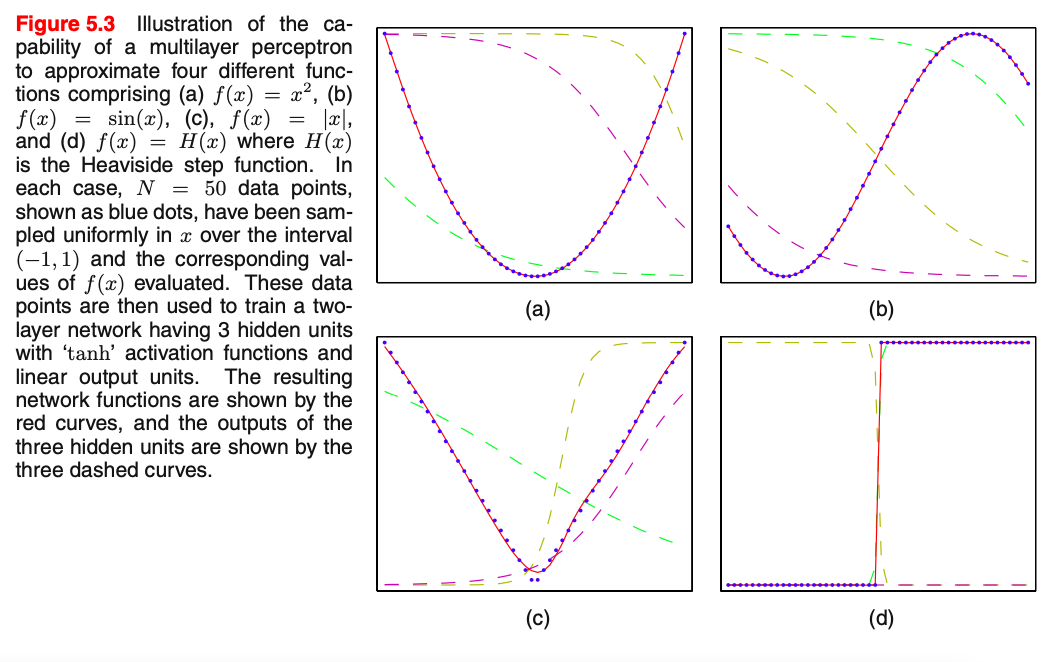 Figure 5.3 Illustration of the ca-
pability of a multilayer perceptron
to approximate four different func-
tions comprising (a) f(x) = x², (b)
f(x) = sin(x), (c), f(x) = |x|,
and (d) f(x) = H(x) where H(x)
is the Heaviside step function. In
each case, N = 50 data points,
shown as blue dots, have been sam-
pled uniformly in x over the interval
(−1, 1) and the corresponding val-
ues of f(x) evaluated. These data
points are then used to train a two-
layer network having 3 hidden units
with ‘tanh’ activation functions and
linear output units. The resulting
network functions are shown by the
red curves, and the outputs of the
three hidden units are shown by the
three dashed curves.
(a)
(b)
(c)
(d)